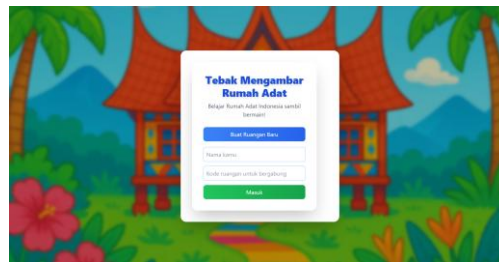 Tebak Mengambar
Rumah Adat
Belajar Rumah Adat Indonesia sambil
bermain!
Buat Ruangan Baru
Nama kamu
Kode ruangan untuk bergabung
Masuk